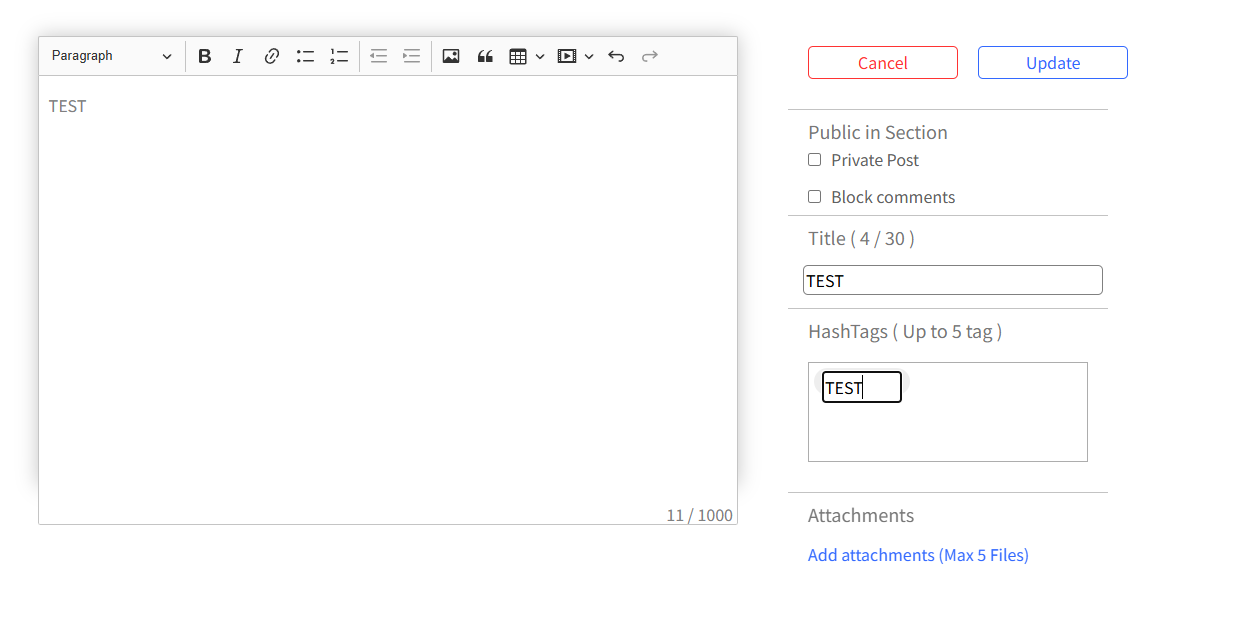 Paragraph
TEST
11 / 1000
Cancel
Update
Public in Section
Private Post
Block comments
Title ( 4 / 30 )
TEST
HashTags ( Up to 5 tag )
TEST
Attachments
Add attachments (Max 5 Files)